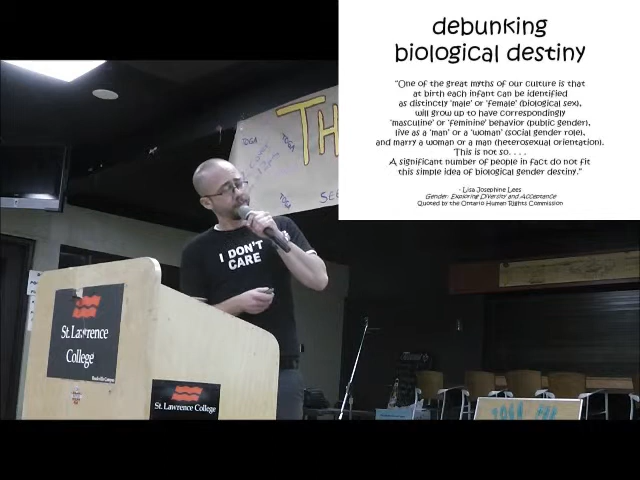 debunking
biological destiny
"One of the great myths of our culture is that
at birth each infant can be identified
as distinctly 'male' or 'female' (biological sex),
will grow up to have correspondingly
'masculine' or 'feminine' behavior (public gender),
live as a 'man' or a 'woman' (social gender role),
and marry a woman or a man (heterosexual orientation).
This is not so. . . .
A significant number of people in fact do not fit
this simple idea of biological gender destiny."
- Lisa Josephine Lees
Gender: Exploring Diversity and Acceptance
Quoted by the Ontario Human Rights Commission
TDGA
TDGA
TDGA
I DON'T
CARE
St. Lawrence
College
Brockville Campus
St. Lawrence College